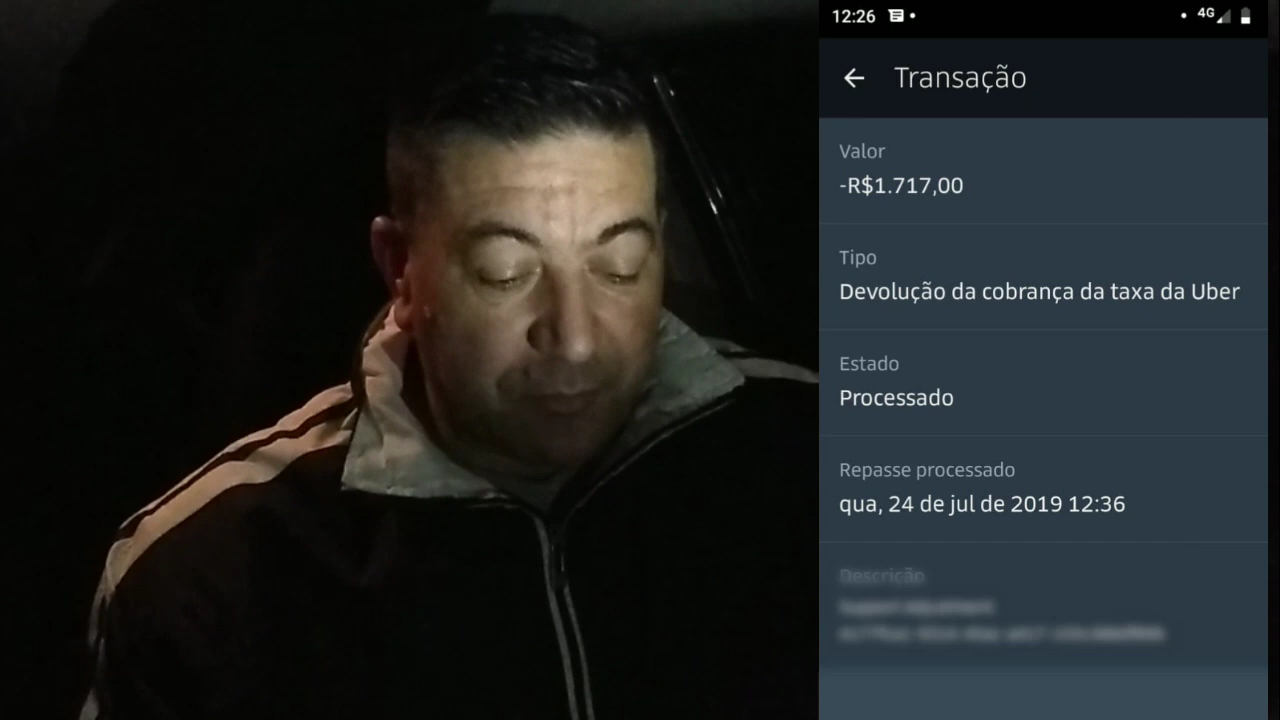 12:26
4G
Transação
Valor
-R$1.717,00
Tipo
Devolução da cobrança da taxa da Uber
Estado
Processado
Repasse processado
qua, 24 de jul de 2019 12:36
Descrição